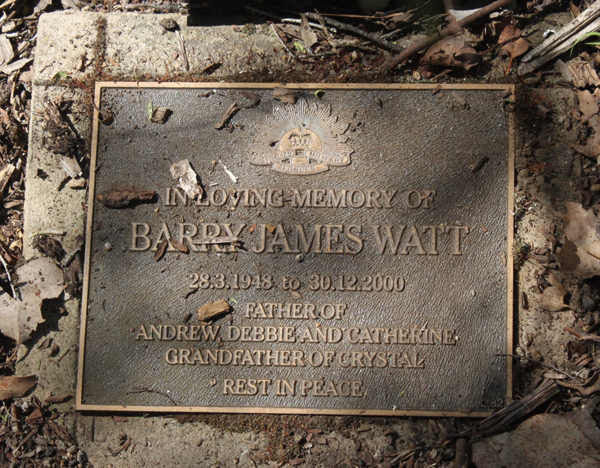 IN LOVING MEMORY OF
BARRY JAMES WATT
28.3.1948 to 30.12.2000
FATHER OF
ANDREW, DEBBIE AND CATHERINE
GRANDFATHER OF CRYSTAL
REST IN PEACE